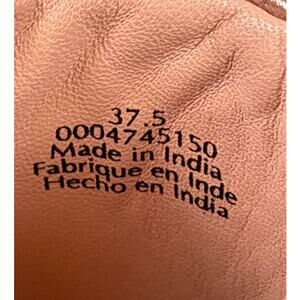 37.5
0004745150
Made in India
Fabrique en Inde
Hecho en India